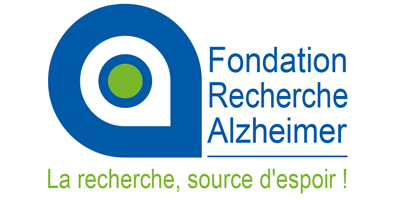 Fondation
Recherche
Alzheimer
La recherche, source d'espoir !